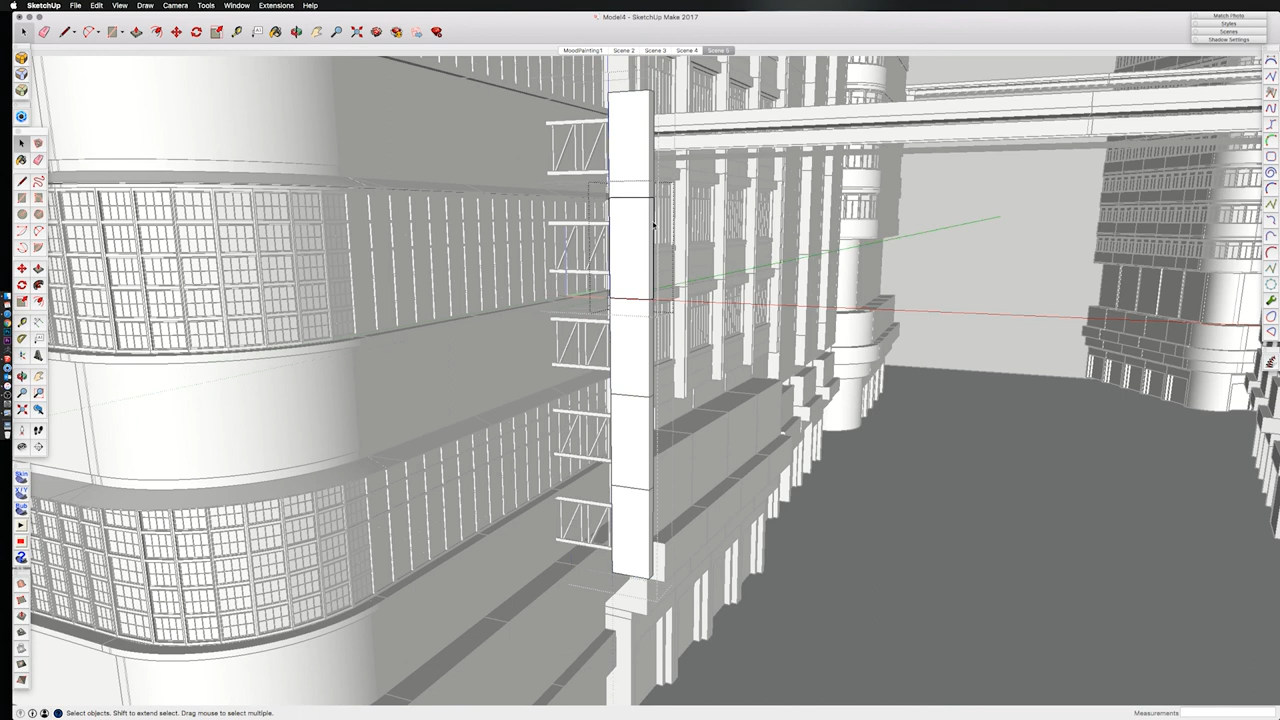 SketchUp File Edit View Draw Camera Tools Window Extensions Help
Model4 - SketchUp Make 2017
Match Photo
Styles
Scenes
Shadow Settings
MoodPainting1 Scene 2 Scene 3 Scene 4 Scene 5
Skin
X/Y
Bub
Select objects. Shift to extend select. Drag mouse to select multiple.
Measurements